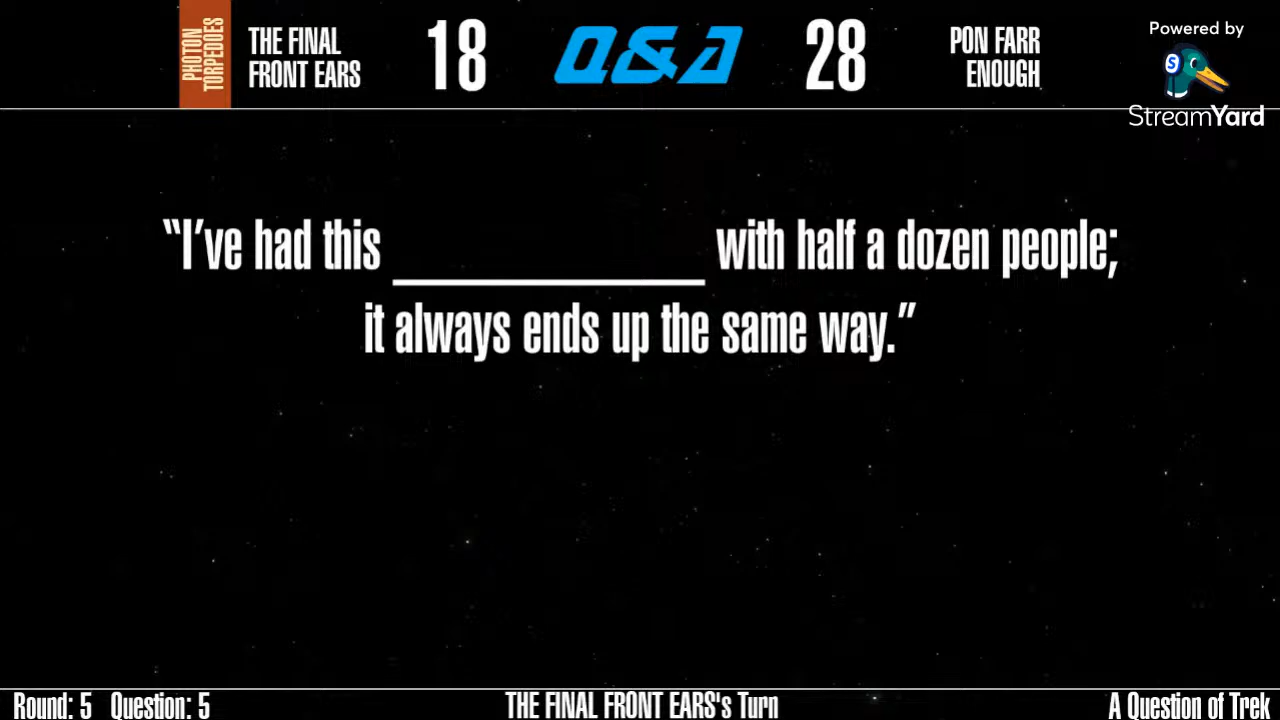 PHOTON
TORPEDOES
THE FINAL
FRONT EARS
18
Q&A
28
PON FARR
ENOUGH
Powered by
S
StreamYard
“I’ve had this ____________ with half a dozen people;
it always ends up the same way.”
Round: 5 Question: 5
THE FINAL FRONT EARS's Turn
A Question of Trek